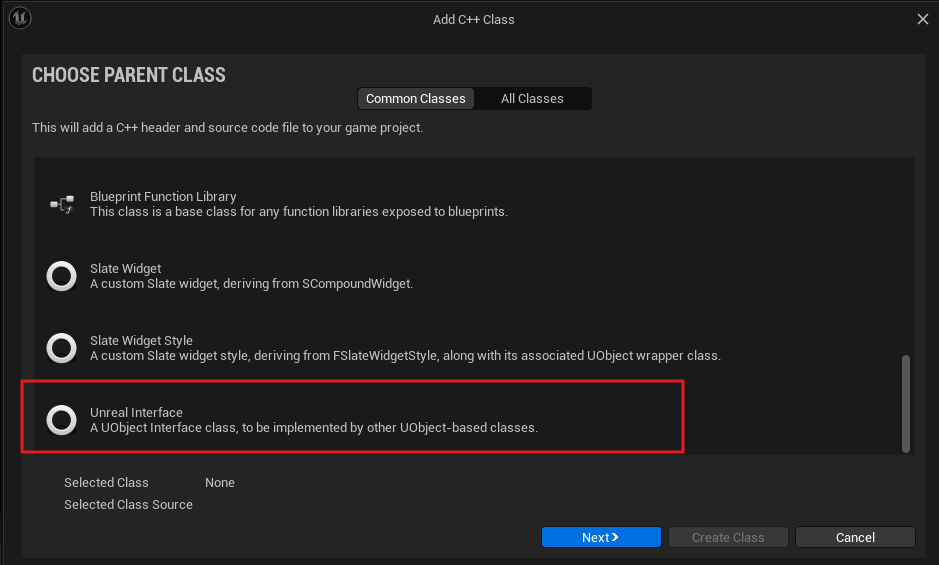 Add C++ Class
CHOOSE PARENT CLASS
Common Classes
All Classes
This will add a C++ header and source code file to your game project.
Blueprint Function Library
This class is a base class for any function libraries exposed to blueprints.
Slate Widget
A custom Slate widget, deriving from SCompoundWidget.
Slate Widget Style
A custom Slate widget style, deriving from FSlateWidgetStyle, along with its associated UObject wrapper class.
Unreal Interface
A UObject Interface class, to be implemented by other UObject-based classes.
Selected Class None
Selected Class Source
Next
Create Class
Cancel